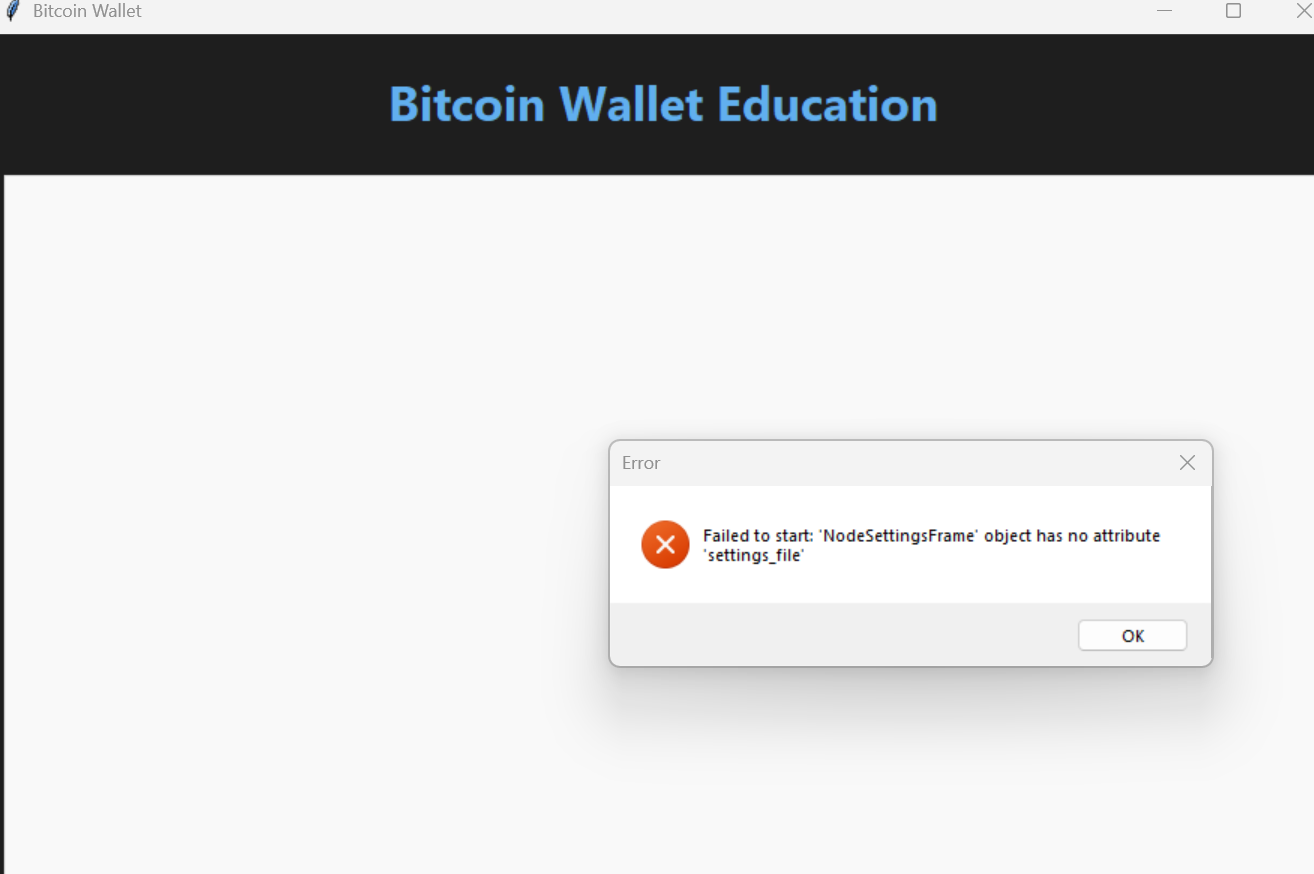 Bitcoin Wallet
Bitcoin Wallet Education
Error
Failed to start: 'NodeSettingsFrame' object has no attribute
'settings_file'
OK